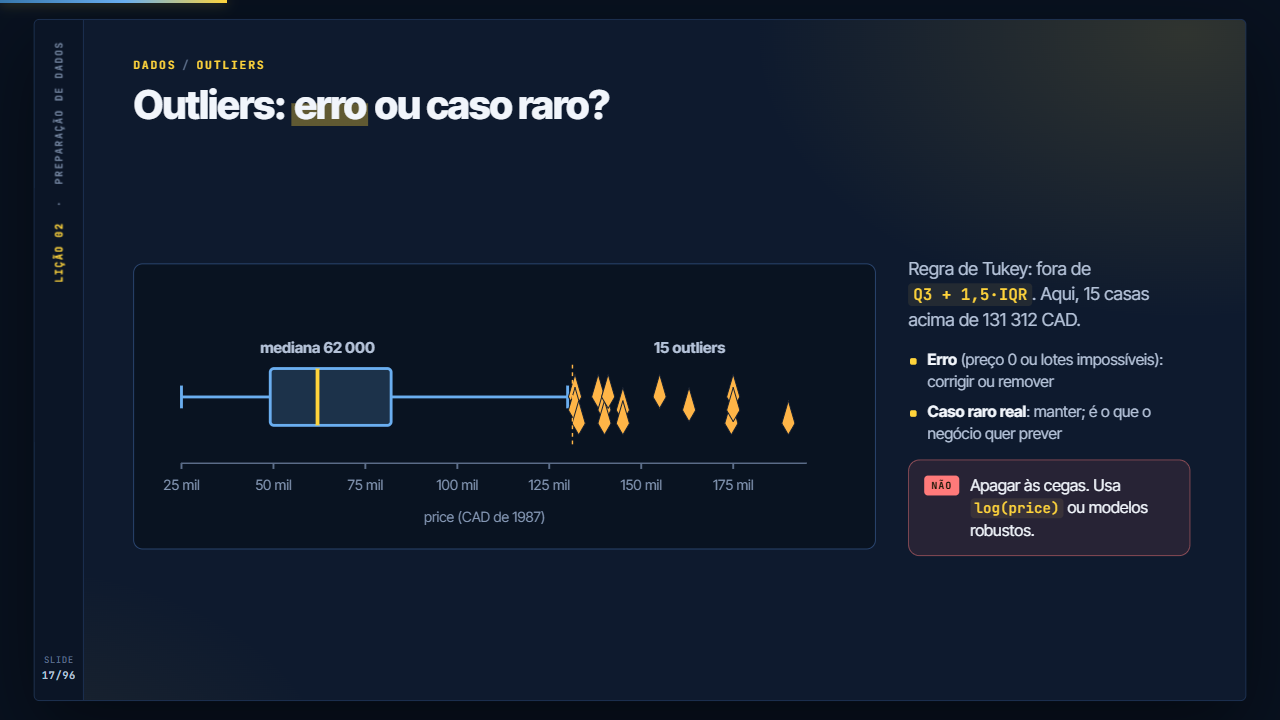 LIÇÃO 02 · PREPARAÇÃO DE DADOS
DADOS / OUTLIERS
Outliers: erro ou caso raro?
mediana 62 000
15 outliers
25 mil
50 mil
75 mil
100 mil
125 mil
150 mil
175 mil
price (CAD de 1987)
Regra de Tukey: fora de
Q3 + 1,5·IQR. Aqui, 15 casas
acima de 131 312 CAD.
Erro (preço 0 ou lotes impossíveis):
corrigir ou remover
Caso raro real: manter; é o que o
negócio quer prever
NÃO
Apagar às cegas. Usa
log(price) ou modelos
robustos.
SLIDE
17/96